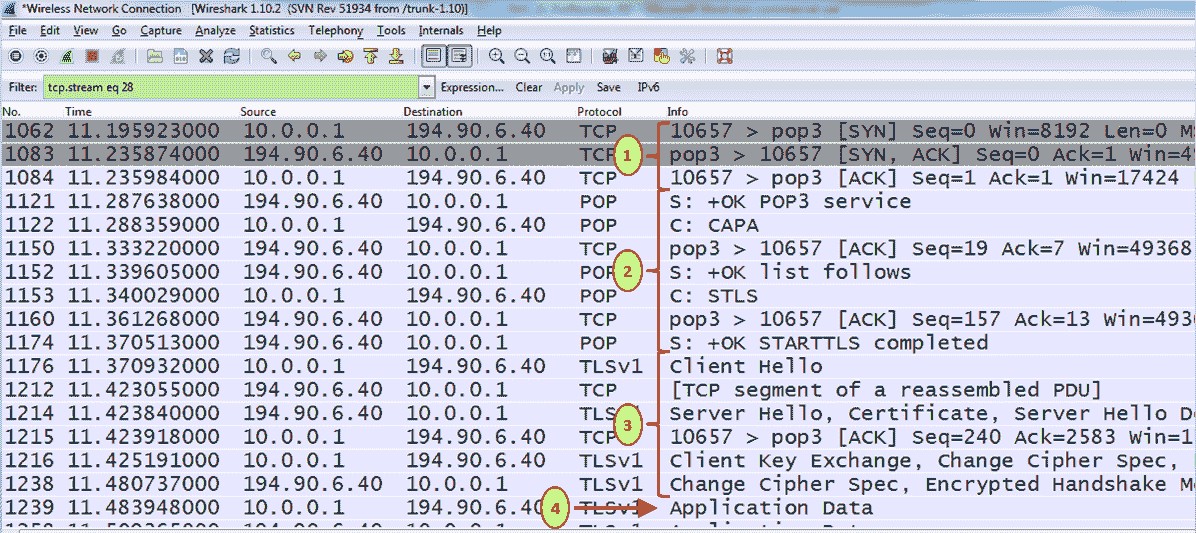 *Wireless Network Connection [Wireshark 1.10.2 (SVN Rev 51934 from /trunk-1.10)]
File Edit View Go Capture Analyze Statistics Telephony Tools Internals Help
Filter: tcp.stream eq 28 Expression... Clear Apply Save IPv6
No. Time Source Destination Protocol Info
1062 11.195923000 10.0.0.1 194.90.6.40 TCP 10657 > pop3 [SYN] Seq=0 Win=8192 Len=0
1083 11.235874000 194.90.6.40 10.0.0.1 TCP 1 pop3 > 10657 [SYN, ACK] Seq=0 Ack=1
1084 11.235984000 10.0.0.1 194.90.6.40 TCP 10657 > pop3 [ACK] Seq=1 Ack=1 Win=17424
1121 11.287638000 194.90.6.40 10.0.0.1 POP S: +OK POP3 service
1122 11.288359000 10.0.0.1 194.90.6.40 POP C: CAPA
1150 11.333220000 194.90.6.40 10.0.0.1 TCP pop3 > 10657 [ACK] Seq=19 Ack=7 Win=49368
1152 11.339605000 194.90.6.40 10.0.0.1 POP 2 S: +OK list follows
1153 11.340029000 10.0.0.1 194.90.6.40 POP C: STLS
1160 11.361268000 194.90.6.40 10.0.0.1 TCP pop3 > 10657 [ACK] Seq=157 Ack=13
1174 11.370513000 194.90.6.40 10.0.0.1 POP S: +OK STARTTLS completed
1176 11.370932000 10.0.0.1 194.90.6.40 TLSv1 Client Hello
1212 11.423055000 194.90.6.40 10.0.0.1 TCP [TCP segment of a reassembled PDU]
1214 11.423840000 194.90.6.40 10.0.0.1 TLSv1 3 Server Hello, Certificate, Server Hello
1215 11.423918000 10.0.0.1 194.90.6.40 TCP 10657 > pop3 [ACK] Seq=240 Ack=2583
1216 11.425191000 10.0.0.1 194.90.6.40 TLSv1 Client Key Exchange, Change Cipher Spec,
1238 11.480737000 194.90.6.40 10.0.0.1 TLSv1 Change Cipher Spec, Encrypted Handshake
1239 11.483948000 10.0.0.1 194.90.6.40 4 TLSv1 Application Data